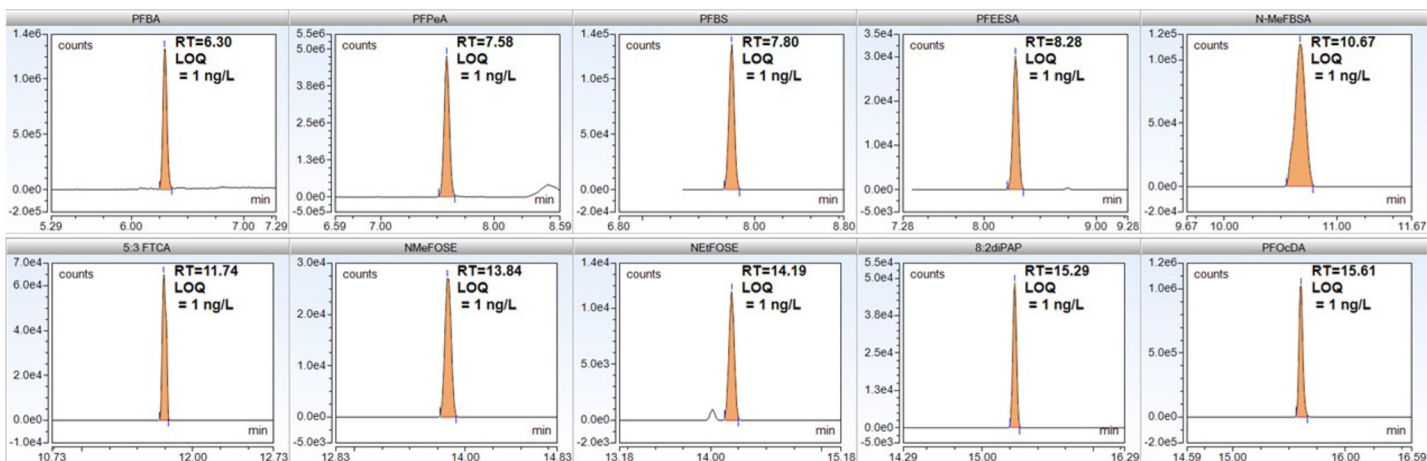 PFBA
1.4e6
counts
RT=6.30
LOQ
= 1 ng/L
1.0e6
5.0e5
0.0e0
min
-2.0e5
5.29
6.00
7.00
7.29
PFPeA
5.5e6
5.0e6
counts
RT=7.58
LOQ
= 1 ng/L
3.8e6
2.5e6
1.3e6
0.0e0
min
-5.0e5
6.59
7.00
8.00
8.59
PFBS
1.4e5
counts
RT=7.80
LOQ
= 1 ng/L
1.0e5
5.0e4
0.0e0
min
-2.0e4
6.80
8.00
8.80
PFEESA
3.5e4
counts
RT=8.28
LOQ
= 1 ng/L
3.0e4
2.0e4
1.0e4
0.0e0
min
-5.0e3
7.28
8.00
9.00
9.28
N-MeFBSA
1.2e5
counts
RT=10.67
LOQ
= 1 ng/L
1.0e5
5.0e4
0.0e0
min
-2.0e4
9.67
10.00
11.00
11.67
5:3 FTCA
7.0e4
counts
RT=11.74
LOQ
= 1 ng/L
6.0e4
4.0e4
2.0e4
0.0e0
min
-1.0e4
10.73
12.00
12.73
NMeFOSE
3.0e4
counts
RT=13.84
LOQ
= 1 ng/L
2.0e4
1.0e4
0.0e0
min
-5.0e3
12.83
14.00
14.83
NEtFOSE
1.4e4
counts
RT=14.19
LOQ
= 1 ng/L
1.0e4
5.0e3
0.0e0
min
-2.0e3
13.18
14.00
15.18
8:2diPAP
5.5e4
5.0e4
counts
RT=15.29
LOQ
= 1 ng/L
3.8e4
2.5e4
1.3e4
0.0e0
min
-5.0e3
14.29
15.00
16.29
PFOcDA
1.2e6
counts
RT=15.61
LOQ
= 1 ng/L
1.0e6
5.0e5
0.0e0
min
-2.0e5
14.59
15.00
16.00
16.59